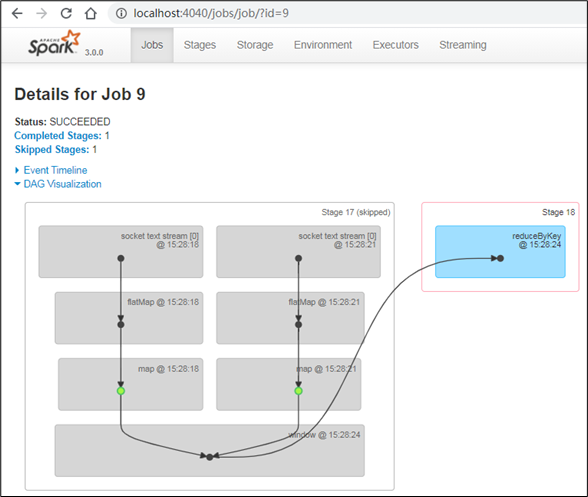 localhost:4040/jobs/job/?id=9
APACHE
Spark 3.0.0
Jobs Stages Storage Environment Executors Streaming
Details for Job 9
Status: SUCCEEDED
Completed Stages: 1
Skipped Stages: 1
Event Timeline
DAG Visualization
Stage 17 (skipped)
socket text stream [0]
@ 15:28:18
socket text stream [0]
@ 15:28:21
flatMap @ 15:28:18
flatMap @ 15:28:21
map @ 15:28:18
map @ 15:28:21
window @ 15:28:24
Stage 18
reduceByKey
@ 15:28:24